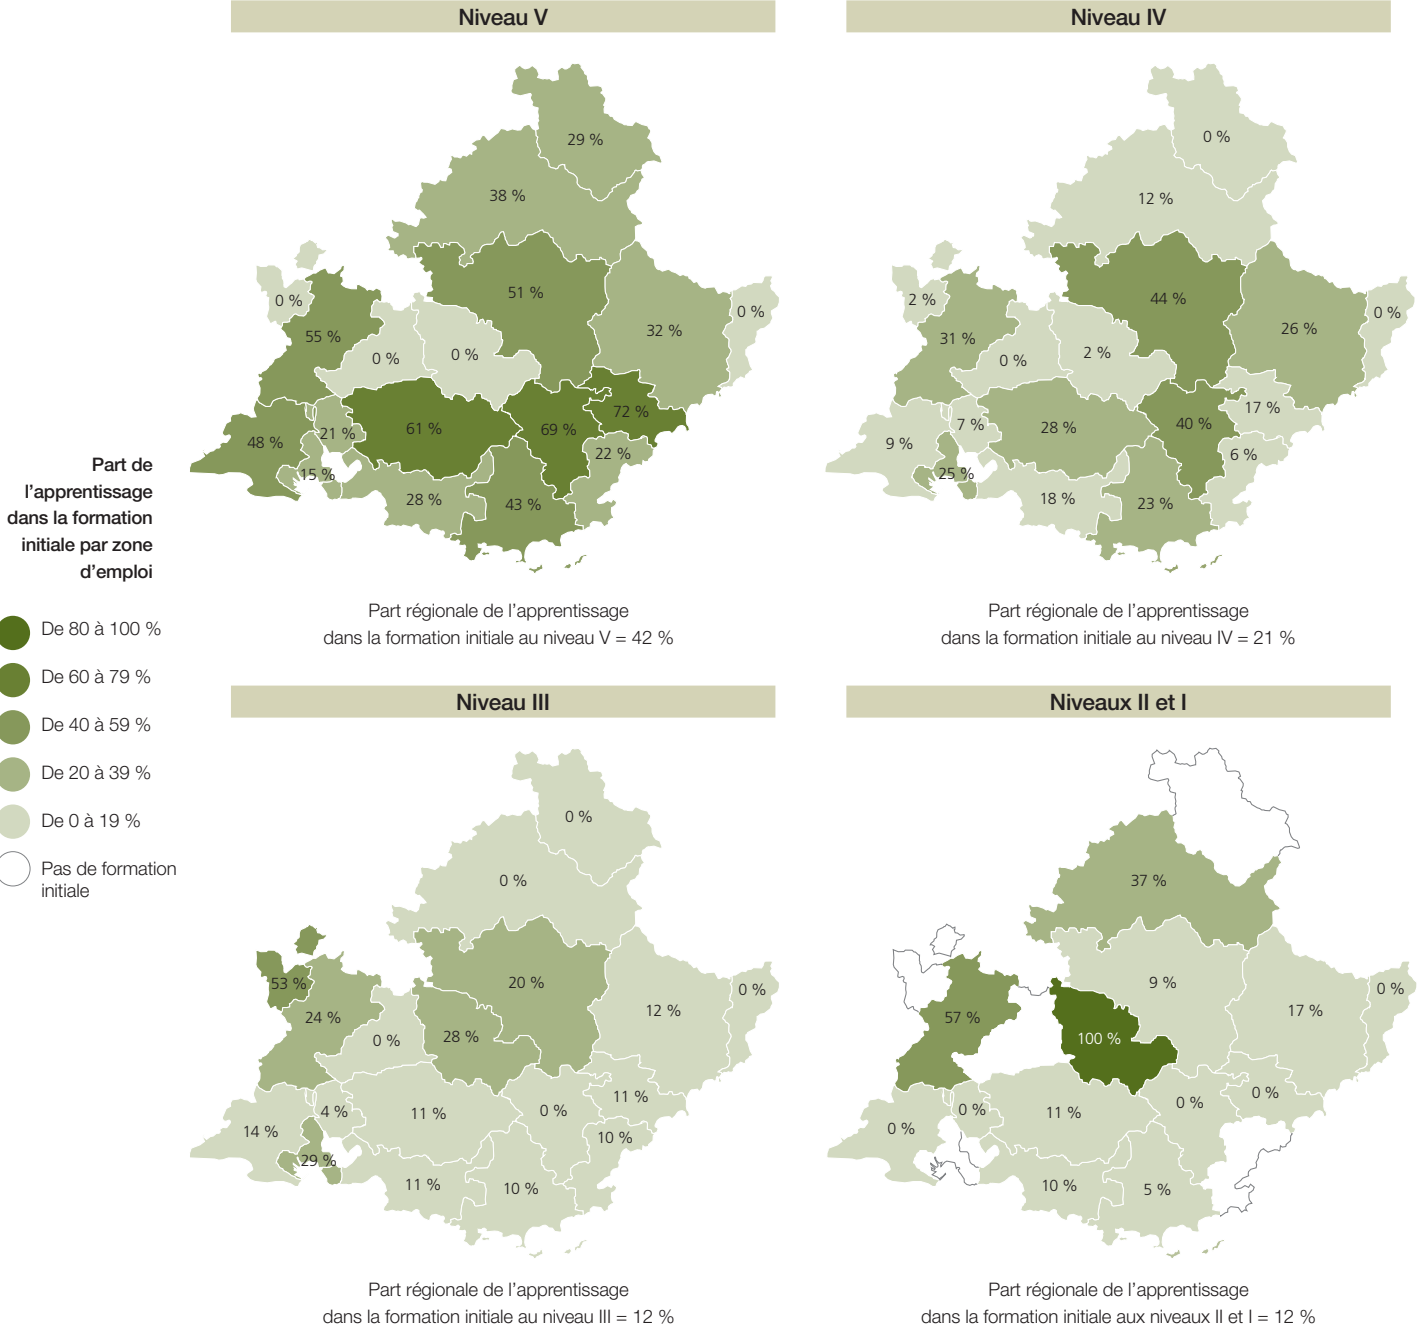 Niveau V
29 %
38 %
51 %
0 %
55 %
0 %
0 %
32 %
0 %
72 %
61 %
69 %
48 %
21 %
22 %
15 %
28 %
43 %
Part régionale de l’apprentissage
dans la formation initiale au niveau V = 42 %
Niveau IV
0 %
12 %
44 %
2 %
31 %
0 %
2 %
26 %
0 %
17 %
28 %
40 %
9 %
7 %
6 %
25 %
18 %
23 %
Part régionale de l’apprentissage
dans la formation initiale au niveau IV = 21 %
Part de
l’apprentissage
dans la formation
initiale par zone
d’emploi
De 80 à 100 %
De 60 à 79 %
De 40 à 59 %
De 20 à 39 %
De 0 à 19 %
Pas de formation
initiale
Niveau III
0 %
0 %
20 %
53 %
24 %
0 %
28 %
12 %
0 %
11 %
11 %
0 %
14 %
4 %
10 %
29 %
11 %
10 %
Part régionale de l’apprentissage
dans la formation initiale au niveau III = 12 %
Niveaux II et I
37 %
9 %
57 %
100 %
17 %
0 %
0 %
11 %
0 %
0 %
0 %
10 %
5 %
Part régionale de l’apprentissage
dans la formation initiale aux niveaux II et I = 12 %